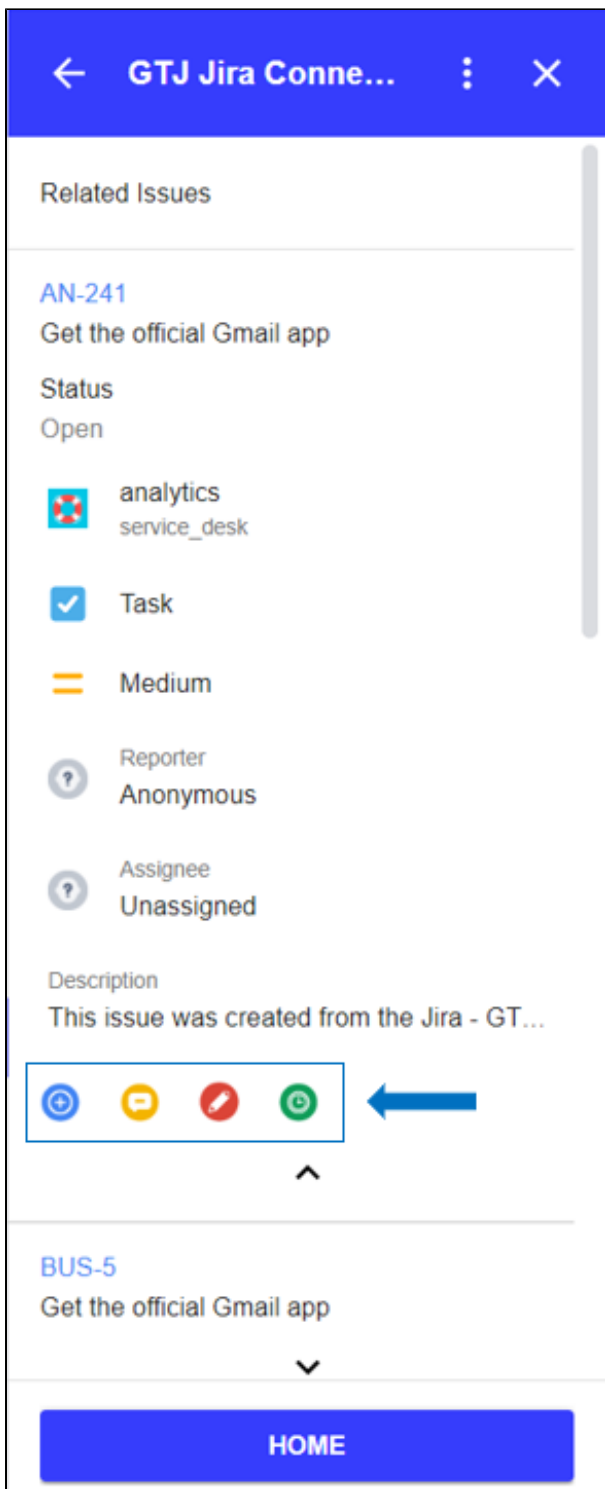 GTJ Jira Conne...
Related Issues
AN-241
Get the official Gmail app
Status
Open
analytics
service_desk
Task
Medium
Reporter
Anonymous
Assignee
Unassigned
Description
This issue was created from the Jira - GT...
BUS-5
Get the official Gmail app
HOME